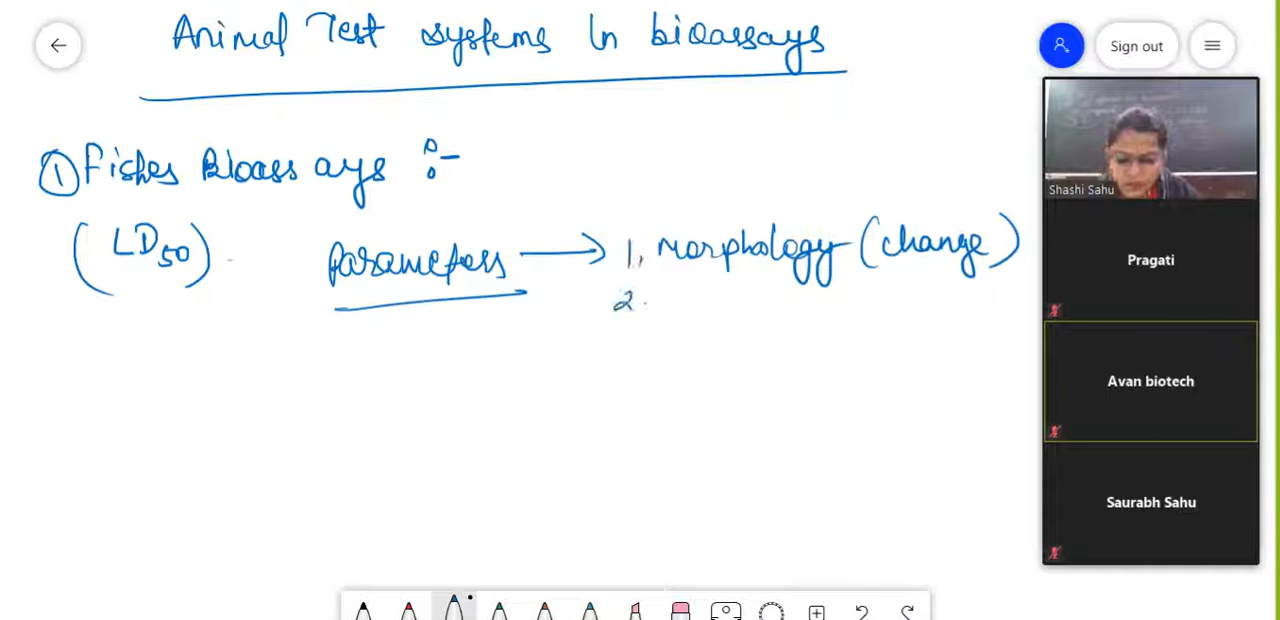 Animal Test systems In bioassays
Sign out
① Fishes Bioassays :-
(LD50)
Parameters → 1. morphology (change)
2.
Shashi Sahu
Pragati
Avan biotech
Saurabh Sahu